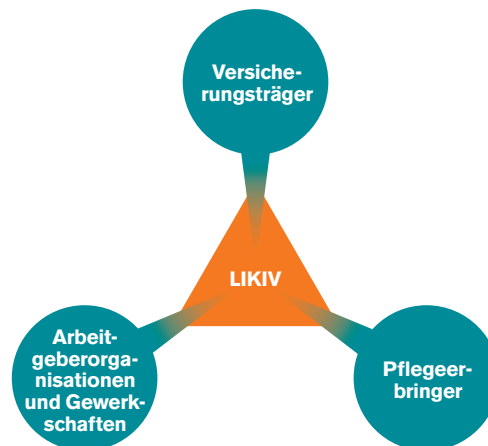 Versiche-
rungsträger
LIKIV
Arbeit-
geberorga-
nisationen
und Gewerk-
schaften
Pflegeer-
bringer